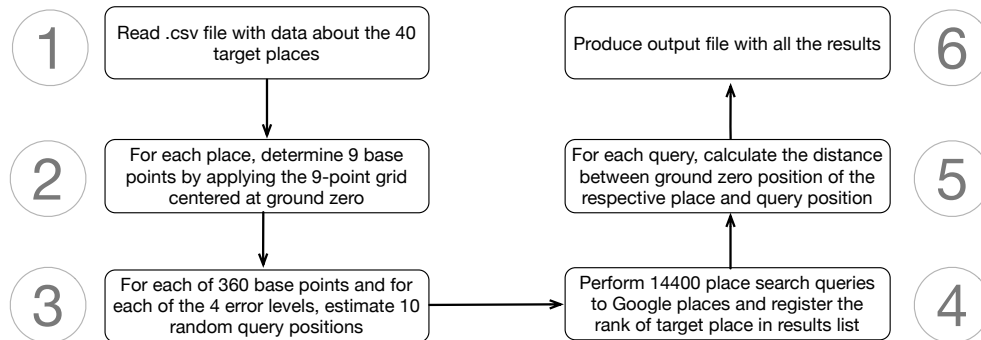 1
Read .csv file with data about the 40
target places
2
For each place, determine 9 base
points by applying the 9-point grid
centered at ground zero
3
For each of 360 base points and for
each of the 4 error levels, estimate 10
random query positions
Perform 14400 place search queries
to Google places and register the
rank of target place in results list
4
For each query, calculate the distance
between ground zero position of the
respective place and query position
5
Produce output file with all the results
6